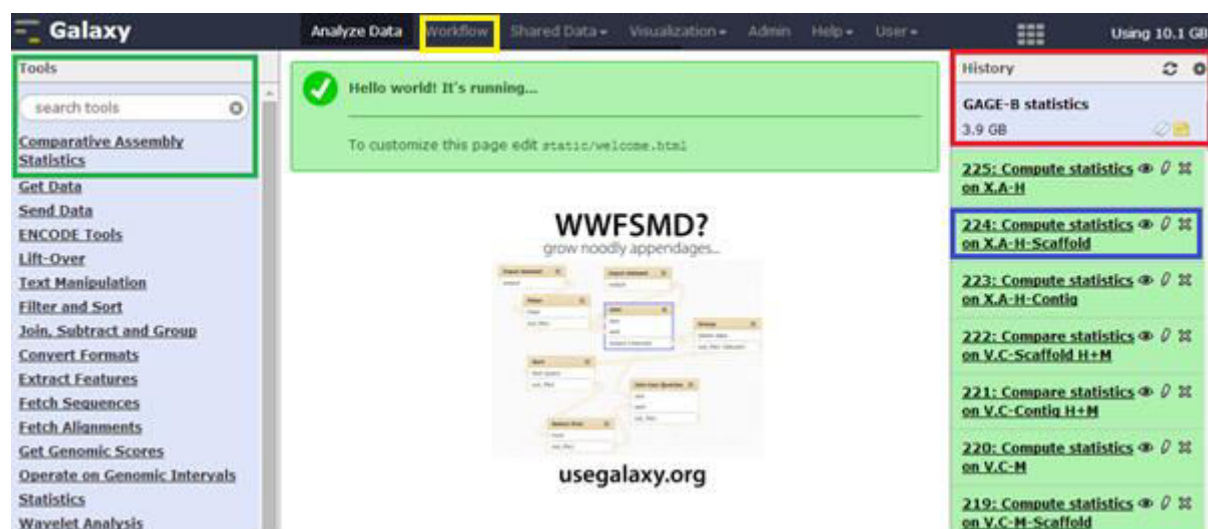 Galaxy
Analyze Data
Workflow
Shared Data
Visualization
Admin
Help
User
Using 10.1 GB
Tools
search tools
Comparative Assembly
Statistics
Get Data
Send Data
ENCODE Tools
Lift-Over
Text Manipulation
Filter and Sort
Join, Subtract and Group
Convert Formats
Extract Features
Fetch Sequences
Fetch Alignments
Get Genomic Scores
Operate on Genomic Intervals
Statistics
Wavelet Analysis
Hello world! It's running...
To customize this page edit static/welcome.html
WWFSMD?
grow noodly appendages...
usegalaxy.org
History
GAGE-B statistics
3.9 GB
225: Compute statistics
on X.A-H
224: Compute statistics
on X.A-H-Scaffold
223: Compute statistics
on X.A-H-Contig
222: Compare statistics
on V.C-Scaffold H+M
221: Compare statistics
on V.C-Contig H+M
220: Compute statistics
on V.C-M
219: Compute statistics
on V.C-M-Scaffold